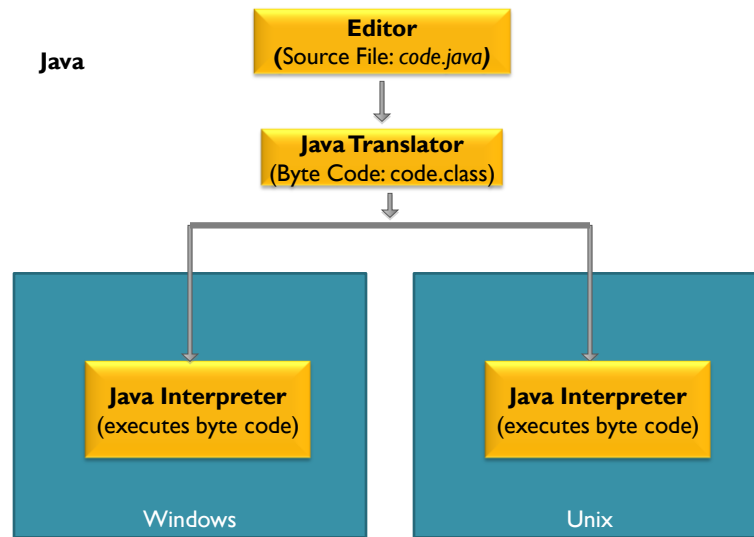 Java
Editor
(Source File: code.java)
Java Translator
(Byte Code: code.class)
Java Interpreter
(executes byte code)
Windows
Java Interpreter
(executes byte code)
Unix